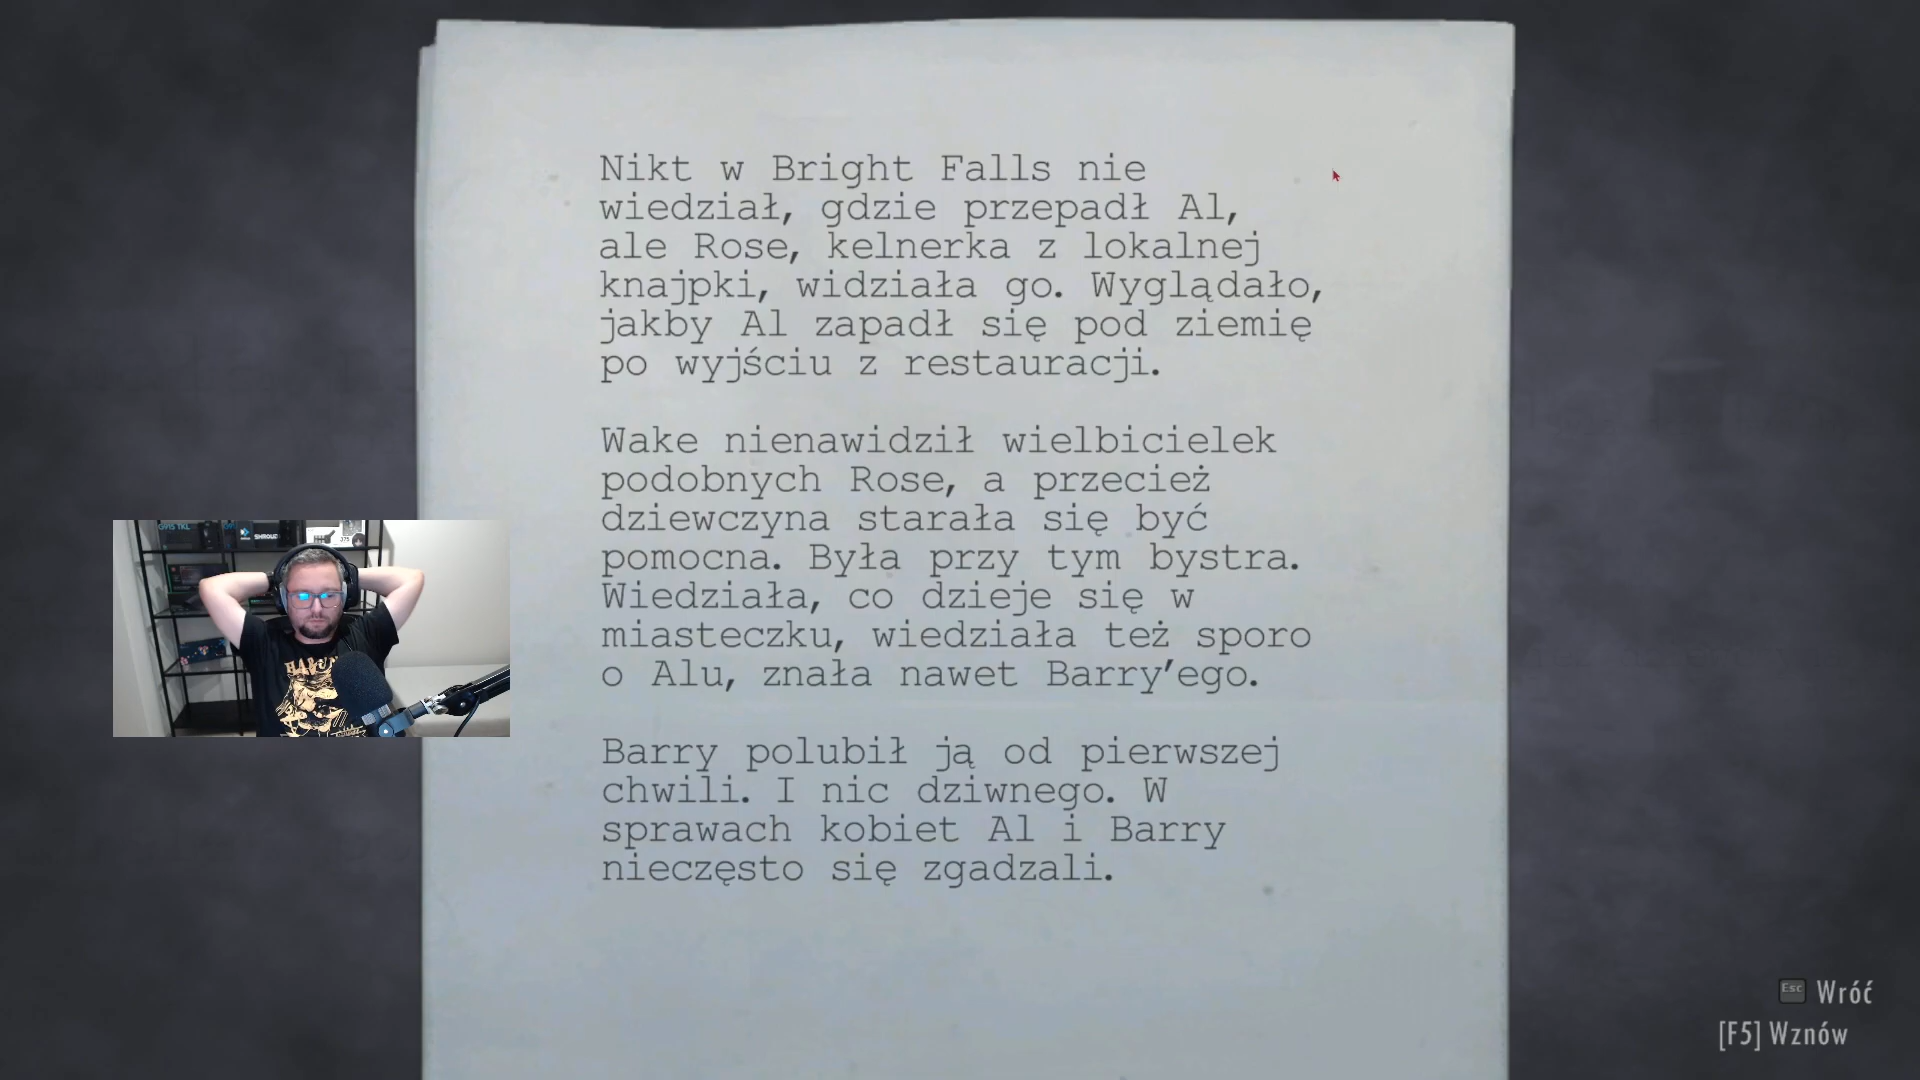 Nikt w Bright Falls nie
wiedział, gdzie przepadł Al,
ale Rose, kelnerka z lokalnej
knajpki, widziała go. Wyglądało,
jakby Al zapadł się pod ziemię
po wyjściu z restauracji.
Wake nienawidził wielbicielek
podobnych Rose, a przecież
dziewczyna starała się być
pomocna. Była przy tym bystra.
Wiedziała, co dzieje się w
miasteczku, wiedziała też sporo
o Alu, znała nawet Barry’ego.
Barry polubił ją od pierwszej
chwili. I nic dziwnego. W
sprawach kobiet Al i Barry
nieczęsto się zgadzali.
G915 TKL
SHROUD
Esc Wróć
[F5] Wznów